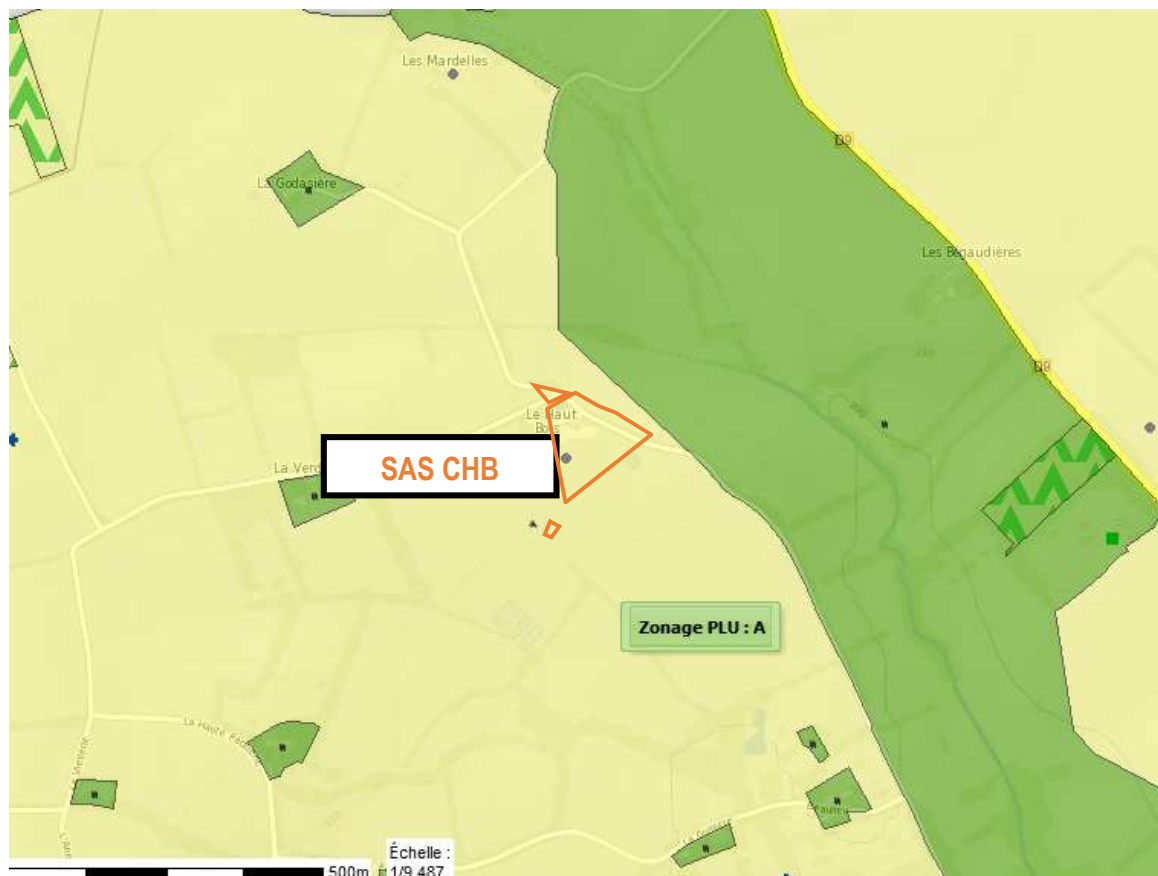 Les Mardelles
D9
La Godasière
Les Bégaudières
D9
Le Haut
Bois
SAS CHB
La Verd
Zonage PLU : A
La Haute
Échelle :
500m
1/9 487